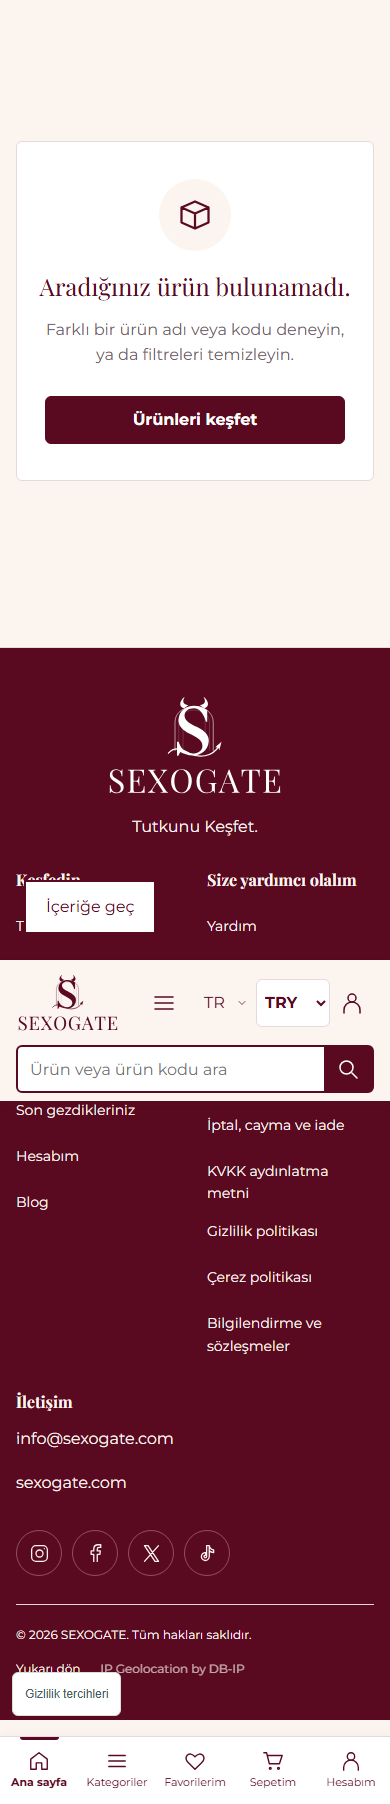 Aradığınız ürün bulunamadı.
Farklı bir ürün adı veya kodu deneyin,
ya da filtreleri temizleyin.
Ürünleri keşfet
SEXOGATE
Tutkunu Keşfet.
Keşfedin
Size yardımcı olalım
İçeriğe geç
Yardım
SEXOGATE
TR
TRY
Ürün veya ürün kodu ara
Son gezdikleriniz
Hesabım
Blog
İptal, cayma ve iade
KVKK aydınlatma
metni
Gizlilik politikası
Çerez politikası
Bilgilendirme ve
sözleşmeler
İletişim
info@sexogate.com
sexogate.com
© 2026 SEXOGATE. Tüm hakları saklıdır.
Yukarı dön
IP Geolocation by DB-IP
Gizlilik tercihleri
Ana sayfa
Kategoriler
Favorilerim
Sepetim
Hesabım